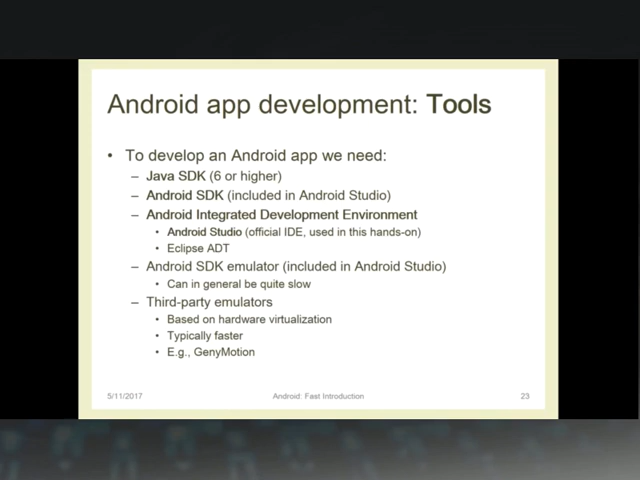 Android app development: Tools
• To develop an Android app we need:
– Java SDK (6 or higher)
– Android SDK (included in Android Studio)
– Android Integrated Development Environment
• Android Studio (official IDE, used in this hands-on)
• Eclipse ADT
– Android SDK emulator (included in Android Studio)
• Can in general be quite slow
– Third-party emulators
• Based on hardware virtualization
• Typically faster
• E.g., GenyMotion
5/11/2017 Android: Fast Introduction 23